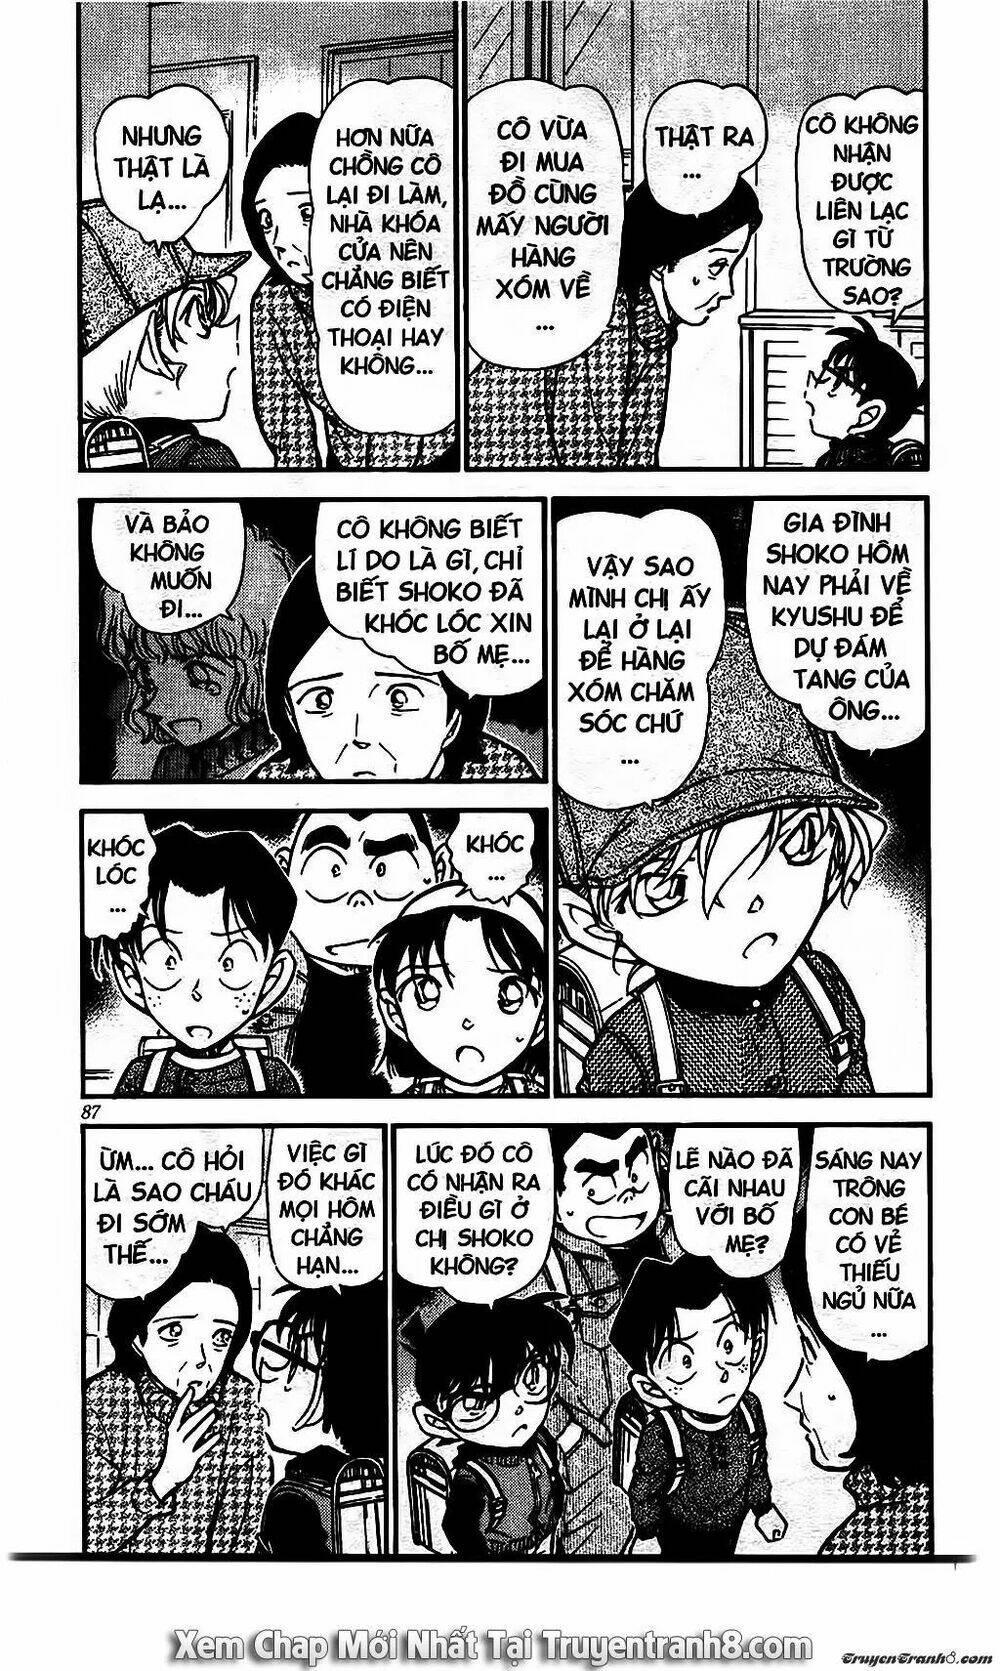 CÔ KHÔNG
NHẬN
ĐƯỢC
LIÊN LẠC
GÌ TỪ
TRƯỜNG
SAO?
THẬT RA
...
CÔ VỪA
ĐI MUA
ĐỒ CÙNG
MẤY NGƯỜI
HÀNG
XÓM VỀ
...
HƠN NỮA
CHỒNG CÔ
LẠI ĐI LÀM,
NHÀ KHÓA
CỬA NÊN
CHẲNG BIẾT
CÓ ĐIỆN
THOẠI HAY
KHÔNG...
NHƯNG
THẬT LÀ
LẠ...
GIA ĐÌNH
SHOKO HÔM
NAY PHẢI VỀ
KYUSHU ĐỂ
DỰ ĐÁM
TANG CỦA
ÔNG...
VẬY SAO
MÌNH CHỊ ẤY
LẠI Ở LẠI
ĐỂ HÀNG
XÓM CHĂM
SÓC CHỨ
...
CÔ KHÔNG BIẾT
LÍ DO LÀ GÌ, CHỈ
BIẾT SHOKO ĐÃ
KHÓC LÓC XIN
BỐ MẸ...
VÀ BẢO
KHÔNG
MUỐN
ĐI...
KHÓC
...
KHÓC
LÓC
...
87
SÁNG NAY
TRÔNG
CON BÉ
CÓ VẺ
THIẾU
NGỦ NỮA
...
LẼ NÀO ĐÃ
CÃI NHAU
VỚI BỐ
MẸ?
LÚC ĐÓ CÔ
CÓ NHẬN RA
ĐIỀU GÌ Ở
CHỊ SHOKO
KHÔNG?
VIỆC GÌ
ĐÓ KHÁC
MỌI HÔM
CHẲNG
HẠN...
ỪM... CÔ HỎI
LÀ SAO CHÁU
ĐI SỚM
THẾ...
Xem Chap Mới Nhất Tại Truyentranh8.com
TruyenTranh8.com